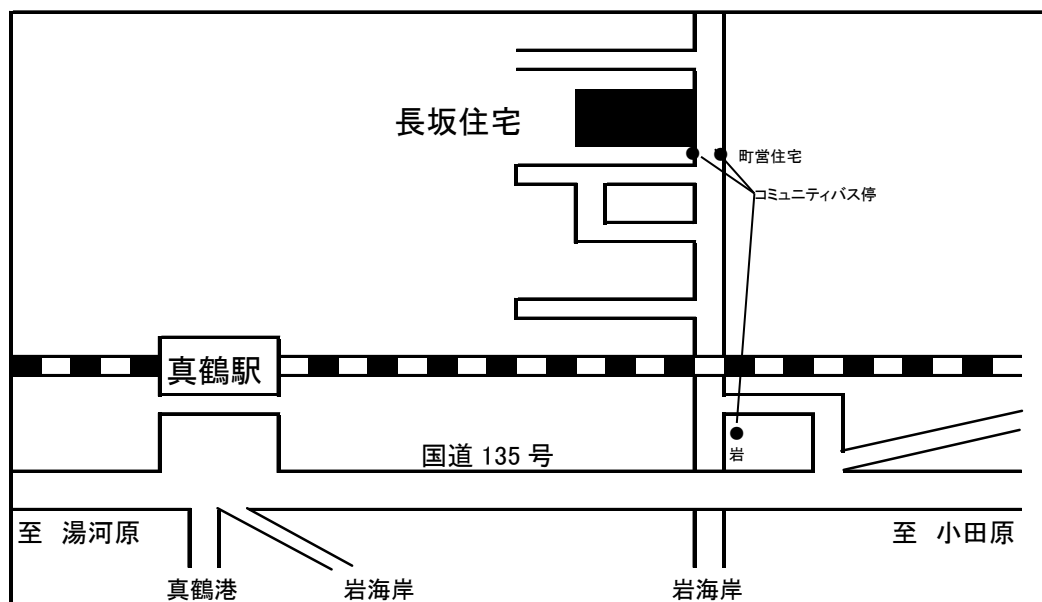 長坂住宅
町営住宅
コミュニティバス停
真鶴駅
国道 135 号
岩
至 湯河原
至 小田原
真鶴港
岩海岸
岩海岸